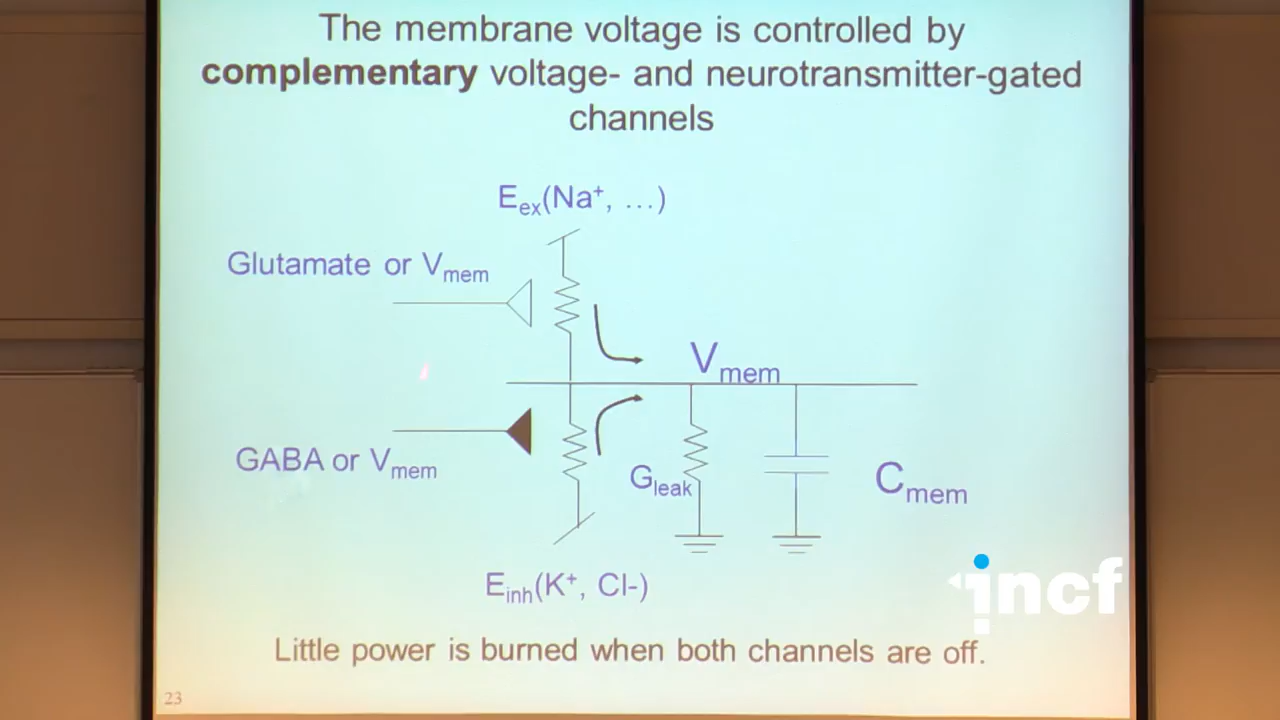 The membrane voltage is controlled by
complementary voltage- and neurotransmitter-gated
channels
Eex(Na+, …)
Glutamate or Vmem
Vmem
GABA or Vmem
Gleak
Cmem
Einh(K+, Cl-)
incf
Little power is burned when both channels are off.
23